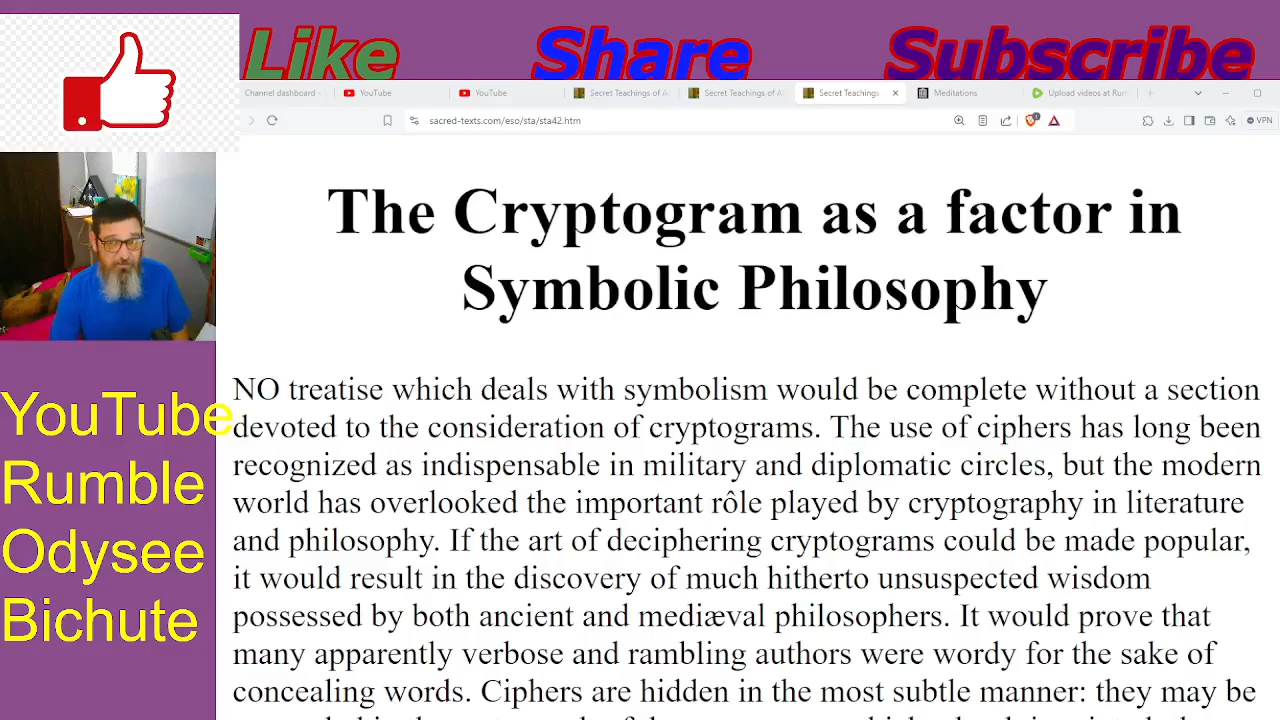 Like Share Subscribe
Channel dashboard YouTube YouTube Secret Teachings of A Secret Teachings of A Secret Teachings Meditations Upload videos at Rum
sacred-texts.com/eso/sta/sta42.htm VPN
The Cryptogram as a factor in
Symbolic Philosophy
NO treatise which deals with symbolism would be complete without a section
devoted to the consideration of cryptograms. The use of ciphers has long been
recognized as indispensable in military and diplomatic circles, but the modern
world has overlooked the important rôle played by cryptography in literature
and philosophy. If the art of deciphering cryptograms could be made popular,
it would result in the discovery of much hitherto unsuspected wisdom
possessed by both ancient and mediæval philosophers. It would prove that
many apparently verbose and rambling authors were wordy for the sake of
concealing words. Ciphers are hidden in the most subtle manner: they may be
YouTube
Rumble
Odysee
Bichute